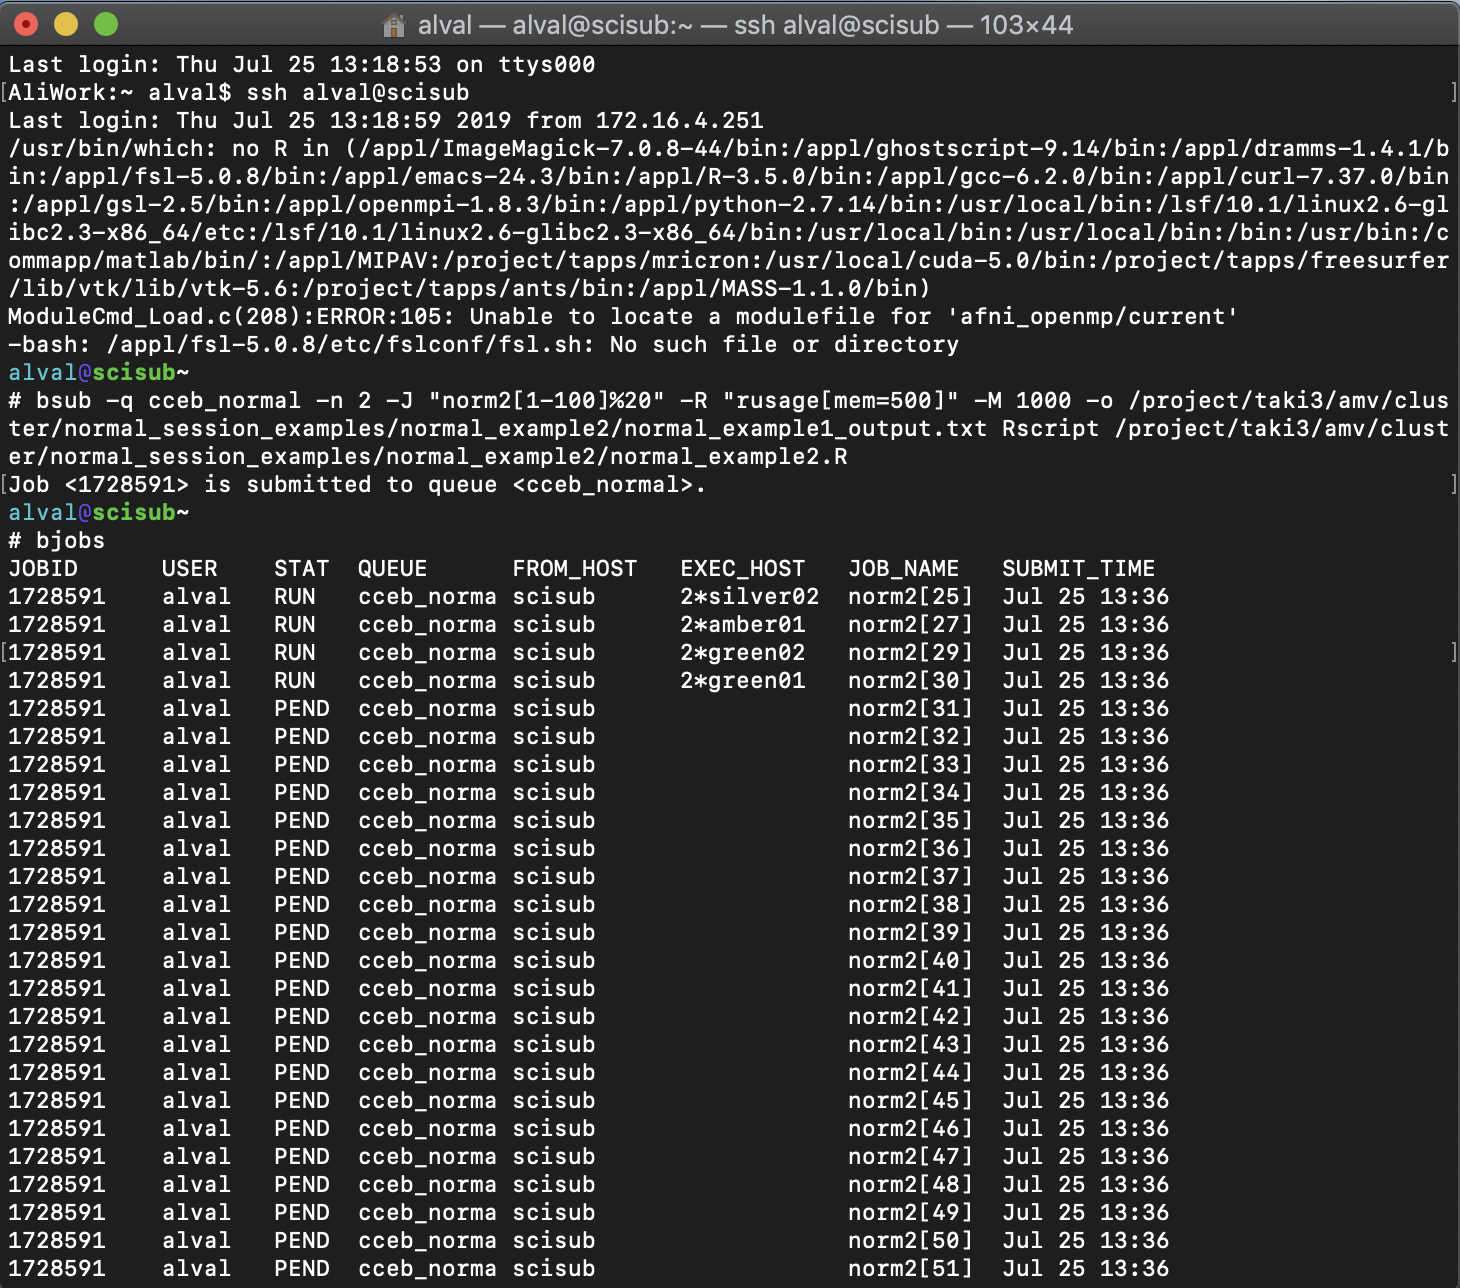 alval — alval@scisub:~ — ssh alval@scisub — 103×44
Last login: Thu Jul 25 13:18:53 on ttys000
[AliWork:~ alval$ ssh alval@scisub ]
Last login: Thu Jul 25 13:18:59 2019 from 172.16.4.251
/usr/bin/which: no R in (/appl/ImageMagick-7.0.8-44/bin:/appl/ghostscript-9.14/bin:/appl/dramms-1.4.1/b
in:/appl/fsl-5.0.8/bin:/appl/emacs-24.3/bin:/appl/R-3.5.0/bin:/appl/gcc-6.2.0/bin:/appl/curl-7.37.0/bin
:/appl/gsl-2.5/bin:/appl/openmpi-1.8.3/bin:/appl/python-2.7.14/bin:/usr/local/bin:/lsf/10.1/linux2.6-gl
ibc2.3-x86_64/etc:/lsf/10.1/linux2.6-glibc2.3-x86_64/bin:/usr/local/bin:/usr/local/bin:/bin:/usr/bin:/c
ommapp/matlab/bin/:/appl/MIPAV:/project/tapps/mricron:/usr/local/cuda-5.0/bin:/project/tapps/freesurfer
/lib/vtk/lib/vtk-5.6:/project/tapps/ants/bin:/appl/MASS-1.1.0/bin)
ModuleCmd_Load.c(208):ERROR:105: Unable to locate a modulefile for 'afni_openmp/current'
-bash: /appl/fsl-5.0.8/etc/fslconf/fsl.sh: No such file or directory
alval@scisub~
# bsub -q cceb_normal -n 2 -J "norm2[1-100]%20" -R "rusage[mem=500]" -M 1000 -o /project/taki3/amv/clus
ter/normal_session_examples/normal_example2/normal_example1_output.txt Rscript /project/taki3/amv/clust
er/normal_session_examples/normal_example2/normal_example2.R
[Job <1728591> is submitted to queue <cceb_normal>. ]
alval@scisub~
# bjobs
JOBID USER STAT QUEUE FROM_HOST EXEC_HOST JOB_NAME SUBMIT_TIME
1728591 alval RUN cceb_norma scisub 2*silver02 norm2[25] Jul 25 13:36
1728591 alval RUN cceb_norma scisub 2*amber01 norm2[27] Jul 25 13:36
[1728591 alval RUN cceb_norma scisub 2*green02 norm2[29] Jul 25 13:36 ]
1728591 alval RUN cceb_norma scisub 2*green01 norm2[30] Jul 25 13:36
1728591 alval PEND cceb_norma scisub norm2[31] Jul 25 13:36
1728591 alval PEND cceb_norma scisub norm2[32] Jul 25 13:36
1728591 alval PEND cceb_norma scisub norm2[33] Jul 25 13:36
1728591 alval PEND cceb_norma scisub norm2[34] Jul 25 13:36
1728591 alval PEND cceb_norma scisub norm2[35] Jul 25 13:36
1728591 alval PEND cceb_norma scisub norm2[36] Jul 25 13:36
1728591 alval PEND cceb_norma scisub norm2[37] Jul 25 13:36
1728591 alval PEND cceb_norma scisub norm2[38] Jul 25 13:36
1728591 alval PEND cceb_norma scisub norm2[39] Jul 25 13:36
1728591 alval PEND cceb_norma scisub norm2[40] Jul 25 13:36
1728591 alval PEND cceb_norma scisub norm2[41] Jul 25 13:36
1728591 alval PEND cceb_norma scisub norm2[42] Jul 25 13:36
1728591 alval PEND cceb_norma scisub norm2[43] Jul 25 13:36
1728591 alval PEND cceb_norma scisub norm2[44] Jul 25 13:36
1728591 alval PEND cceb_norma scisub norm2[45] Jul 25 13:36
1728591 alval PEND cceb_norma scisub norm2[46] Jul 25 13:36
1728591 alval PEND cceb_norma scisub norm2[47] Jul 25 13:36
1728591 alval PEND cceb_norma scisub norm2[48] Jul 25 13:36
1728591 alval PEND cceb_norma scisub norm2[49] Jul 25 13:36
1728591 alval PEND cceb_norma scisub norm2[50] Jul 25 13:36
1728591 alval PEND cceb_norma scisub norm2[51] Jul 25 13:36